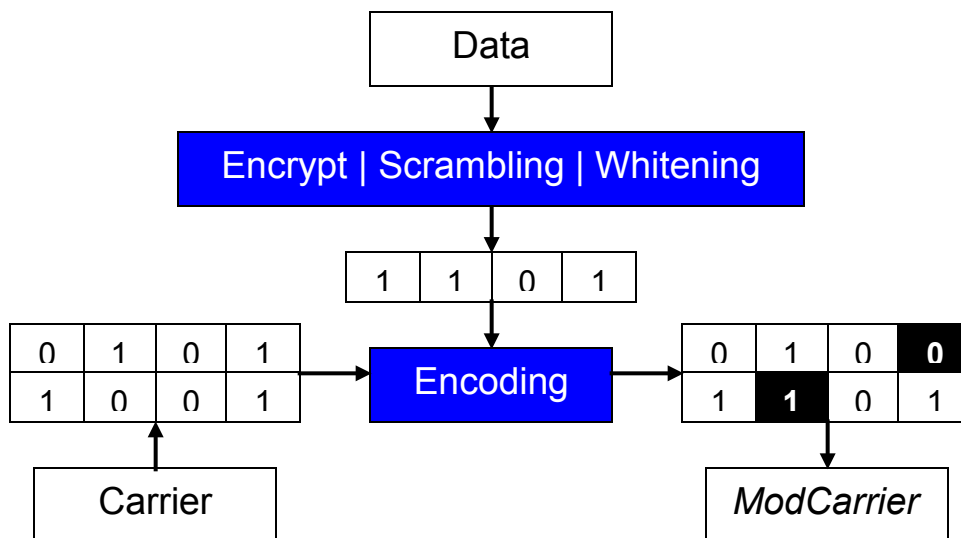 Data
Encrypt | Scrambling | Whitening
1 1 0 1
0 1 0 1
1 0 0 1
Encoding
0 1 0 0
1 1 0 1
Carrier
ModCarrier